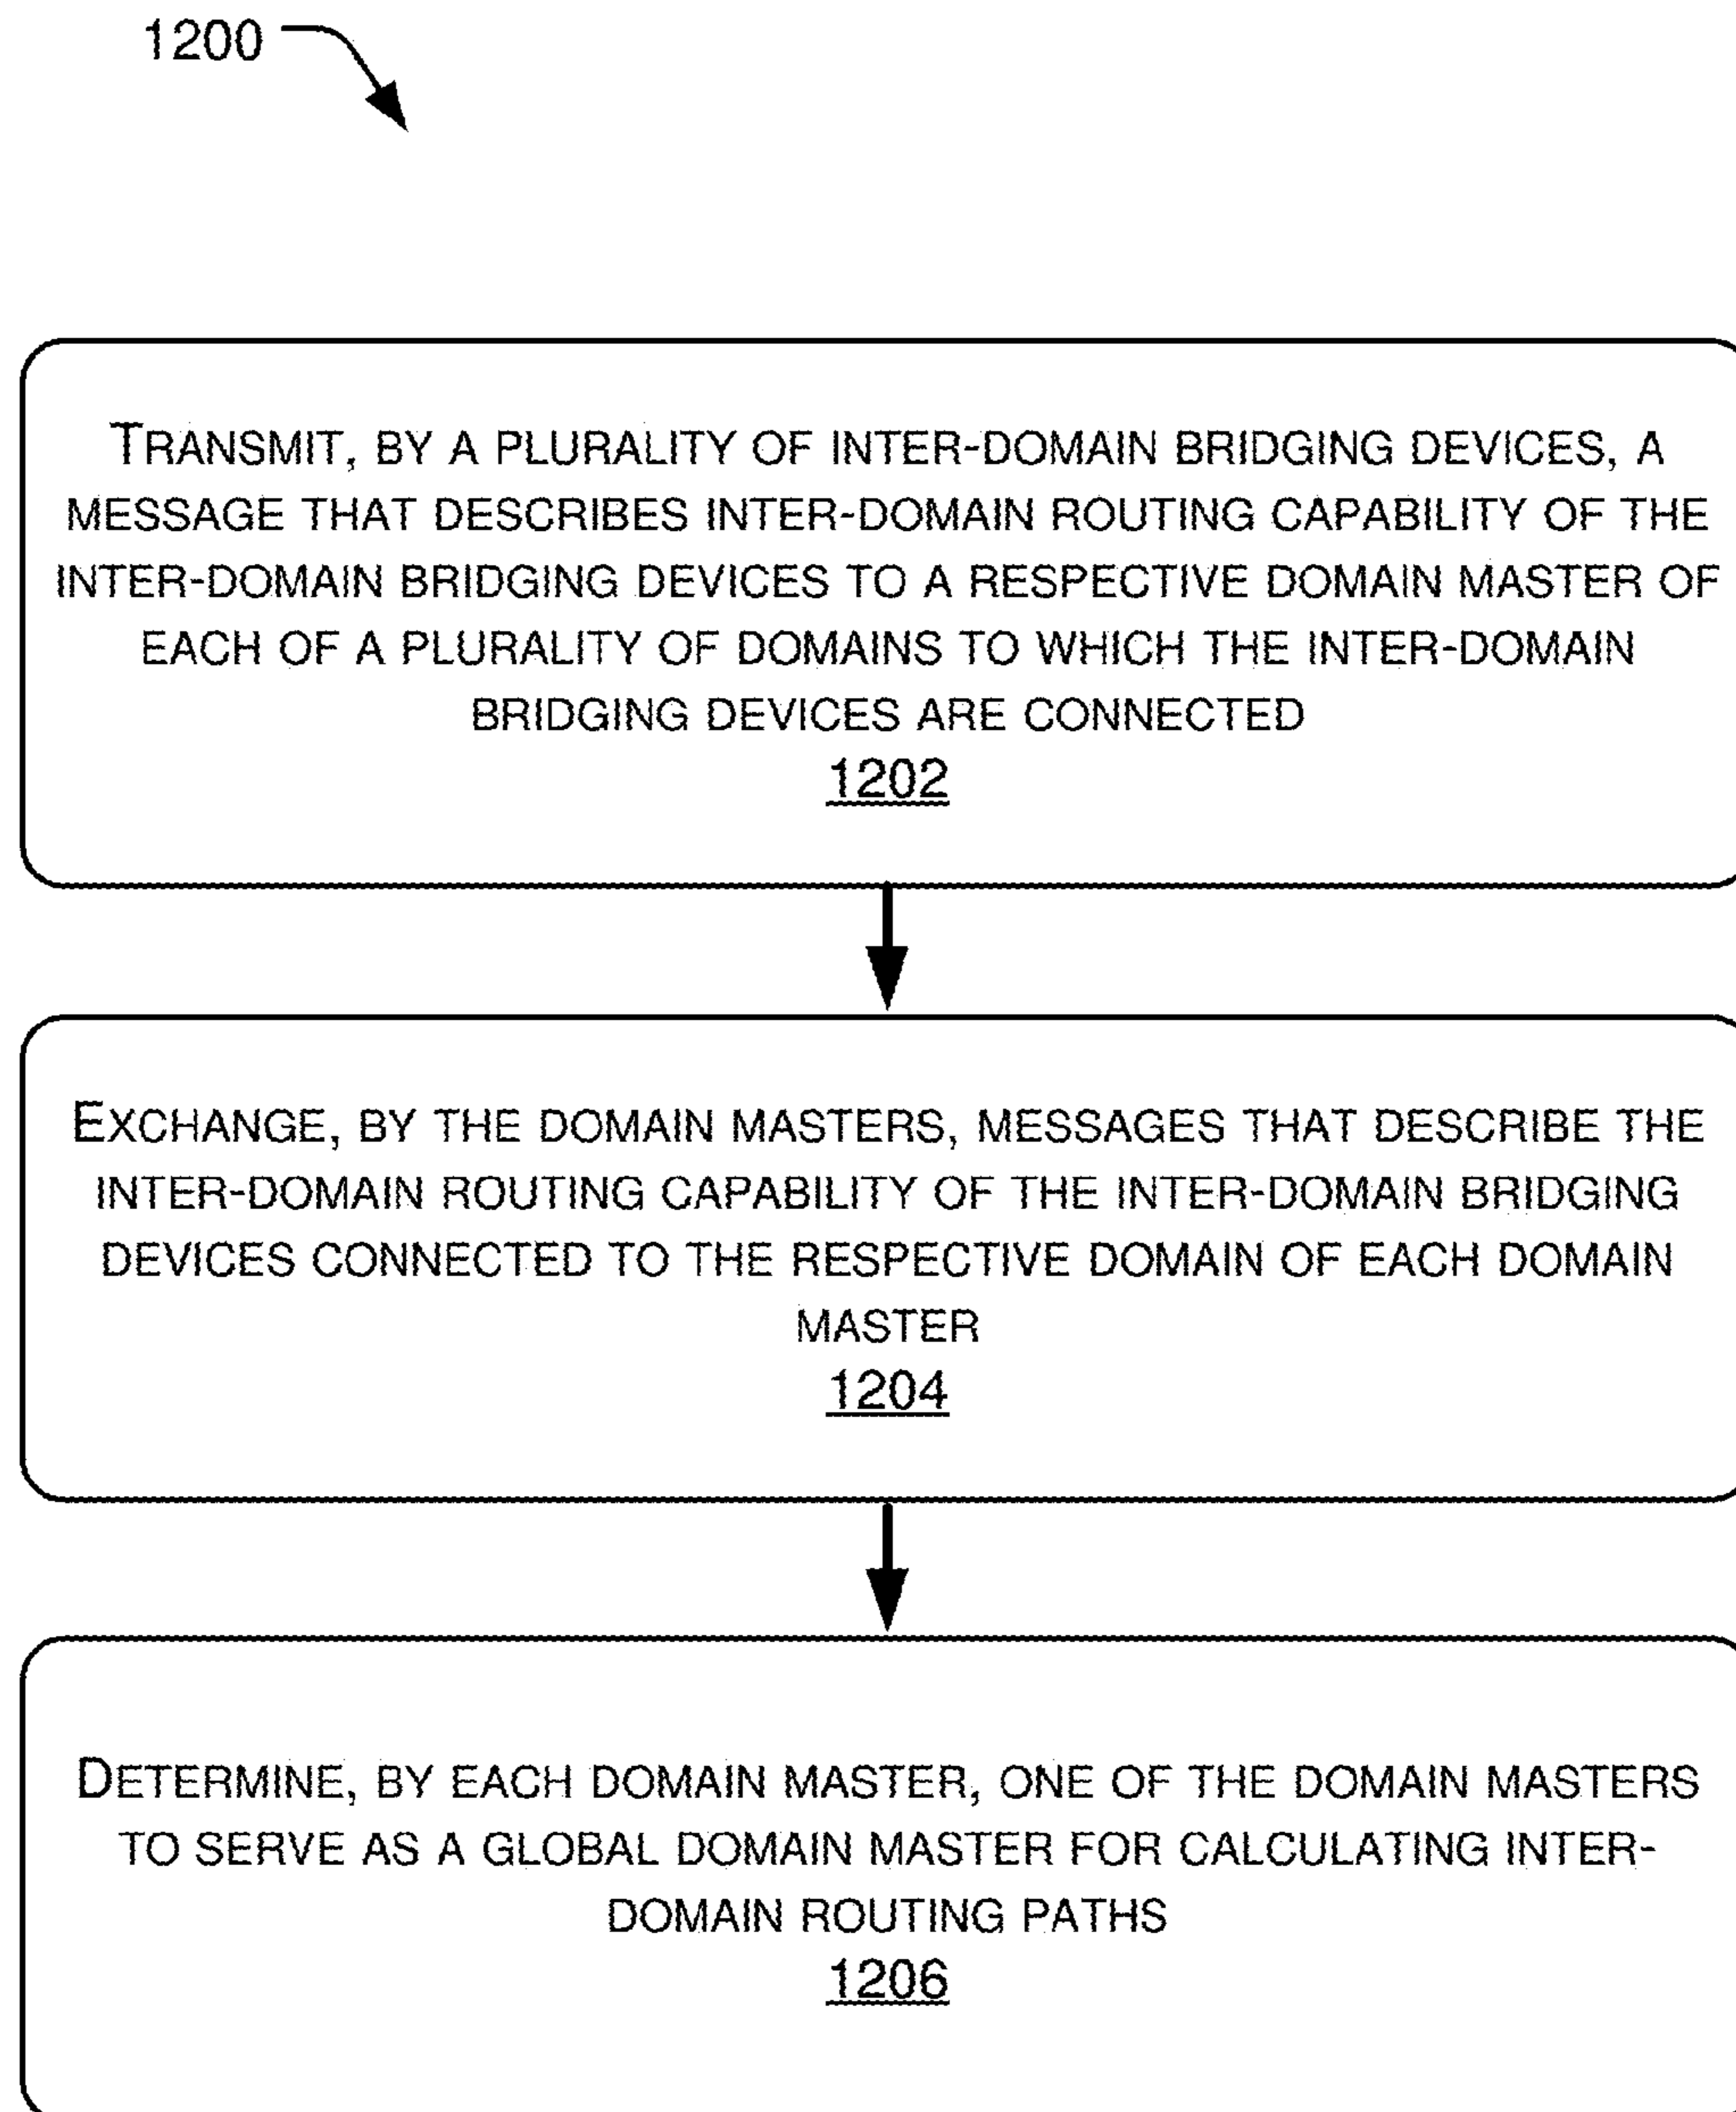 1200
TRANSMIT, BY A PLURALITY OF INTER-DOMAIN BRIDGING DEVICES, A
MESSAGE THAT DESCRIBES INTER-DOMAIN ROUTING CAPABILITY OF THE
INTER-DOMAIN BRIDGING DEVICES TO A RESPECTIVE DOMAIN MASTER OF
EACH OF A PLURALITY OF DOMAINS TO WHICH THE INTER-DOMAIN
BRIDGING DEVICES ARE CONNECTED
1202
EXCHANGE, BY THE DOMAIN MASTERS, MESSAGES THAT DESCRIBE THE
INTER-DOMAIN ROUTING CAPABILITY OF THE INTER-DOMAIN BRIDGING
DEVICES CONNECTED TO THE RESPECTIVE DOMAIN OF EACH DOMAIN
MASTER
1204
DETERMINE, BY EACH DOMAIN MASTER, ONE OF THE DOMAIN MASTERS
TO SERVE AS A GLOBAL DOMAIN MASTER FOR CALCULATING INTER-
DOMAIN ROUTING PATHS
1206